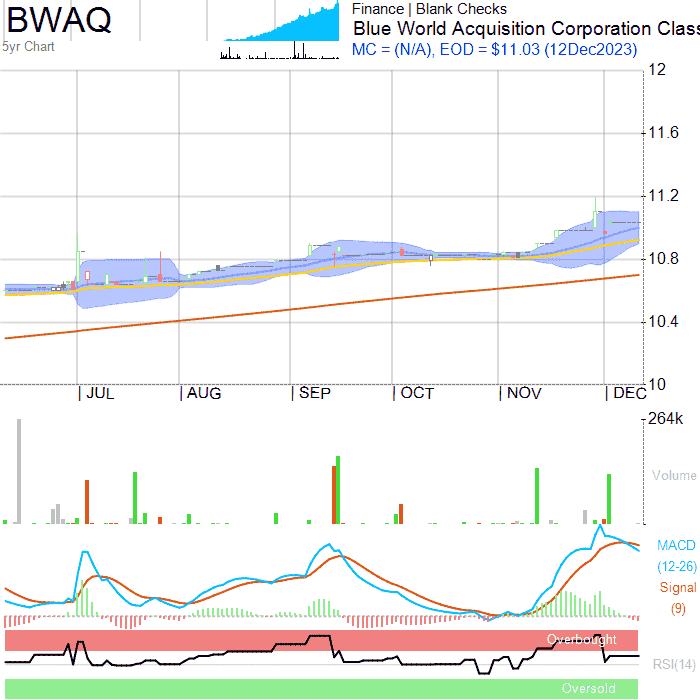 BWAQ
5yr Chart
Finance | Blank Checks
Blue World Acquisition Corporation Class
MC = (N/A), EOD = $11.03 (12Dec2023)
12
11.6
11.2
10.8
10.4
10
JUL AUG SEP OCT NOV DEC
264k
Volume
MACD
(12-26)
Signal
(9)
Overbought
RSI(14)
Oversold